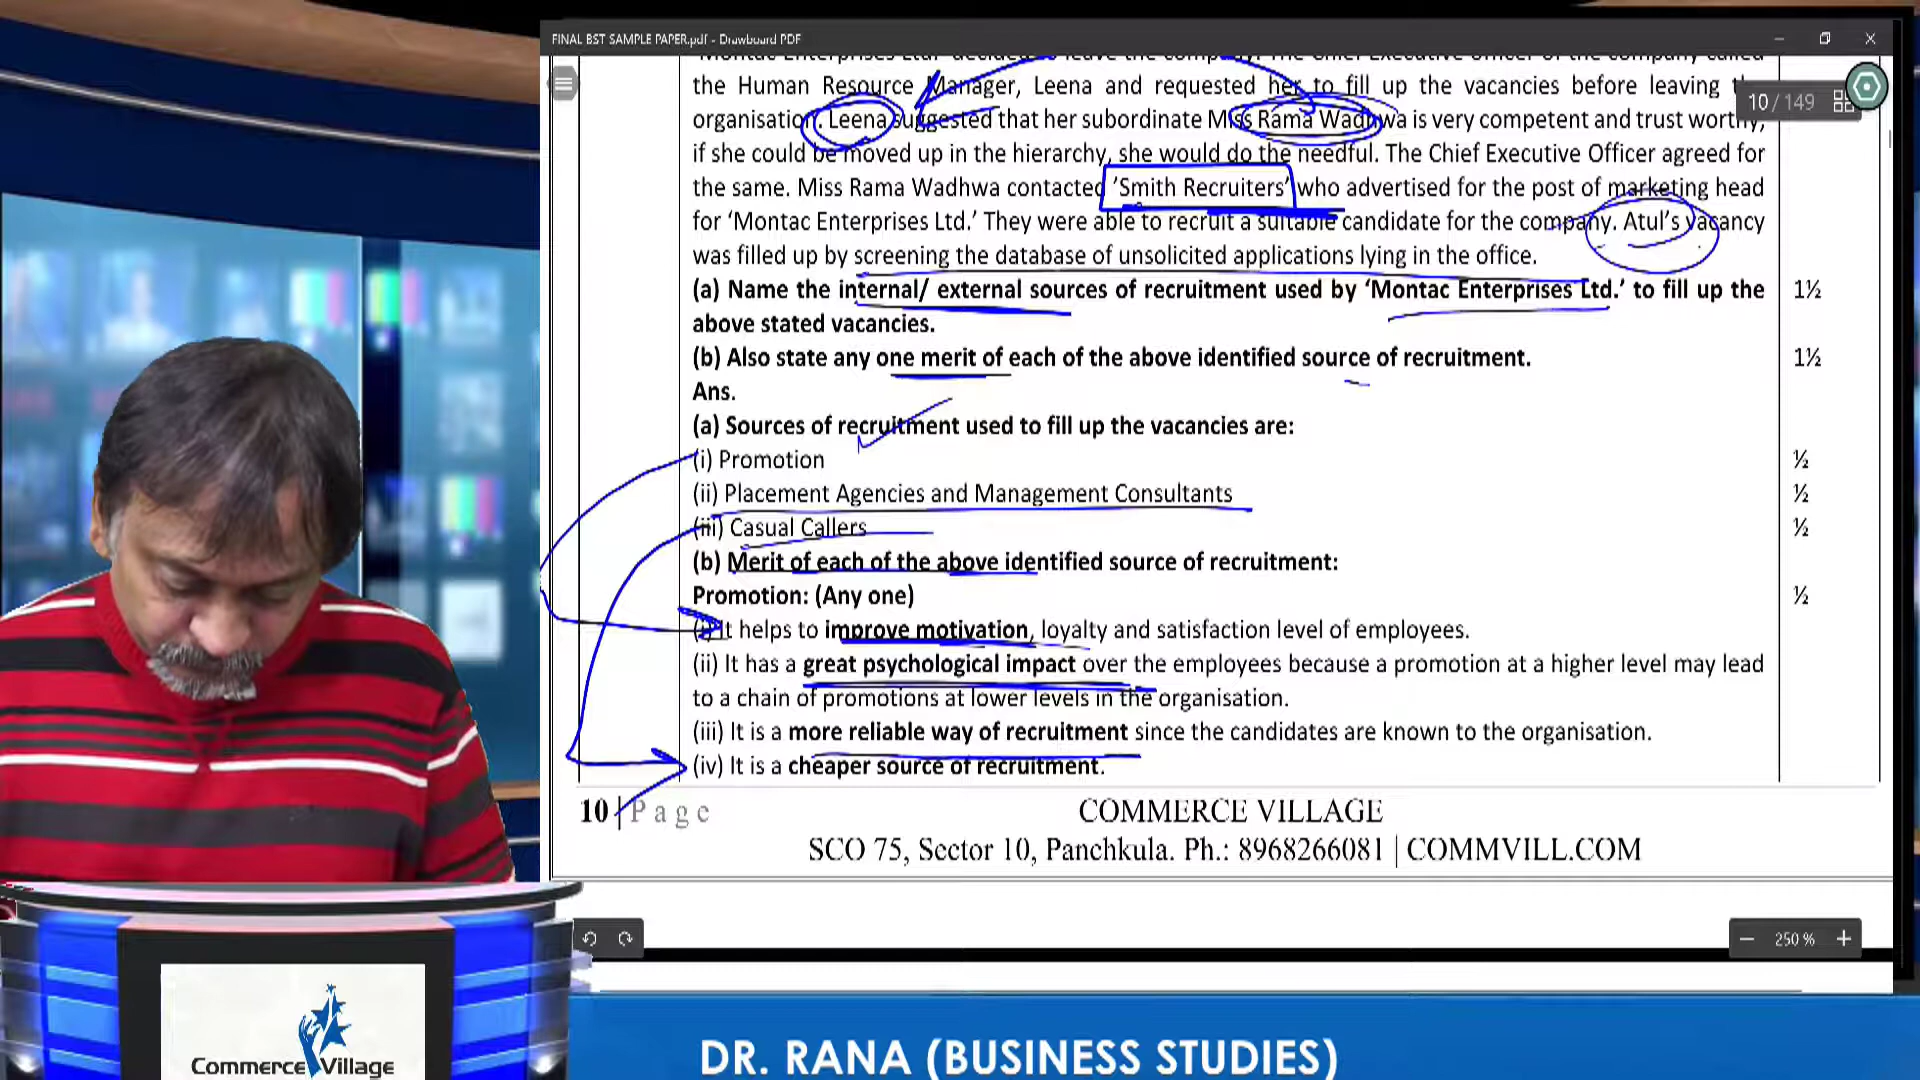 FINAL BST SAMPLE PAPER.pdf - Drawboard PDF
the Human Resource Manager, Leena and requested her to fill up the vacancies before leaving
10 / 149
organisation. Leena suggested that her subordinate Miss Rama Wadhwa is very competent and trust worthy,
if she could be moved up in the hierarchy, she would do the needful. The Chief Executive Officer agreed for
the same. Miss Rama Wadhwa contacted 'Smith Recruiters' who advertised for the post of marketing head
for ‘Montac Enterprises Ltd.’ They were able to recruit a suitable candidate for the company. Atul’s vacancy
was filled up by screening the database of unsolicited applications lying in the office.
(a) Name the internal/ external sources of recruitment used by ‘Montac Enterprises Ltd.’ to fill up the 1½
above stated vacancies.
(b) Also state any one merit of each of the above identified source of recruitment. 1½
Ans.
(a) Sources of recruitment used to fill up the vacancies are:
(i) Promotion ½
(ii) Placement Agencies and Management Consultants ½
(iii) Casual Callers ½
(b) Merit of each of the above identified source of recruitment:
Promotion: (Any one) ½
(i) It helps to improve motivation, loyalty and satisfaction level of employees.
(ii) It has a great psychological impact over the employees because a promotion at a higher level may lead
to a chain of promotions at lower levels in the organisation.
(iii) It is a more reliable way of recruitment since the candidates are known to the organisation.
(iv) It is a cheaper source of recruitment.
10 | P a g e COMMERCE VILLAGE
SCO 75, Sector 10, Panchkula. Ph.: 8968266081 | COMMVILL.COM
250 %
Commerce Village
DR. RANA (BUSINESS STUDIES)